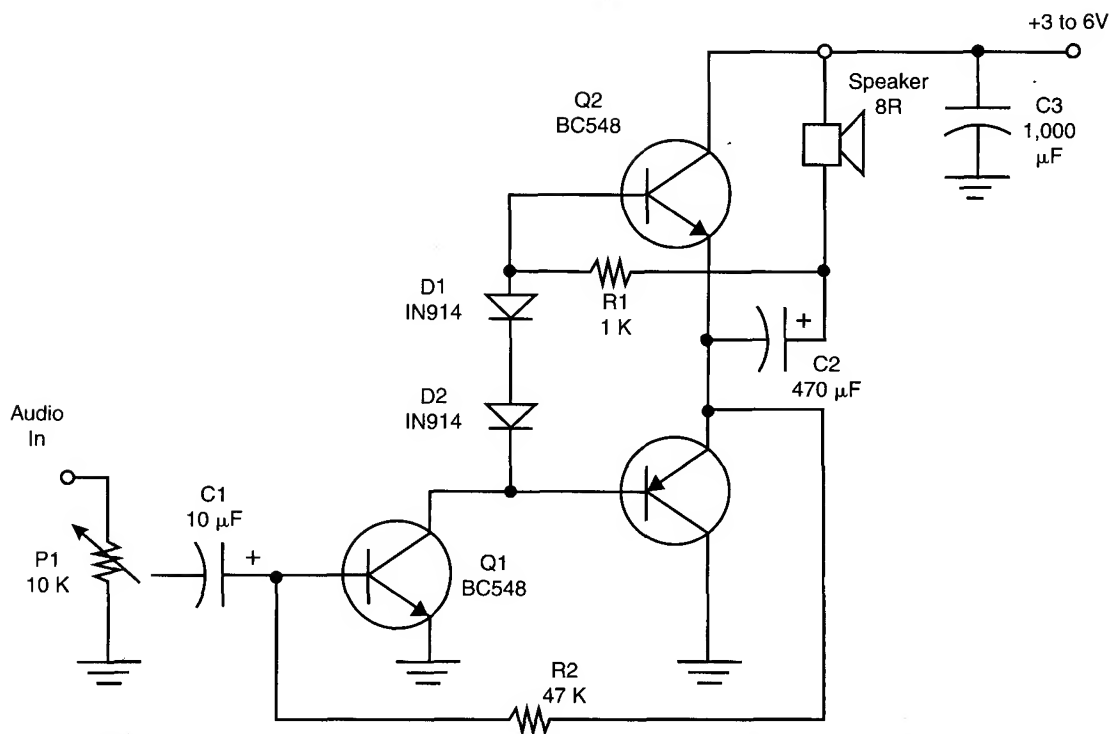 +3 to 6V
Speaker
8R
C3
1,000
µF
Q2
BC548
D1
IN914
R1
1 K
+
C2
470 µF
D2
IN914
Audio
In
C1
10 µF
+
P1
10 K
Q1
BC548
R2
47 K